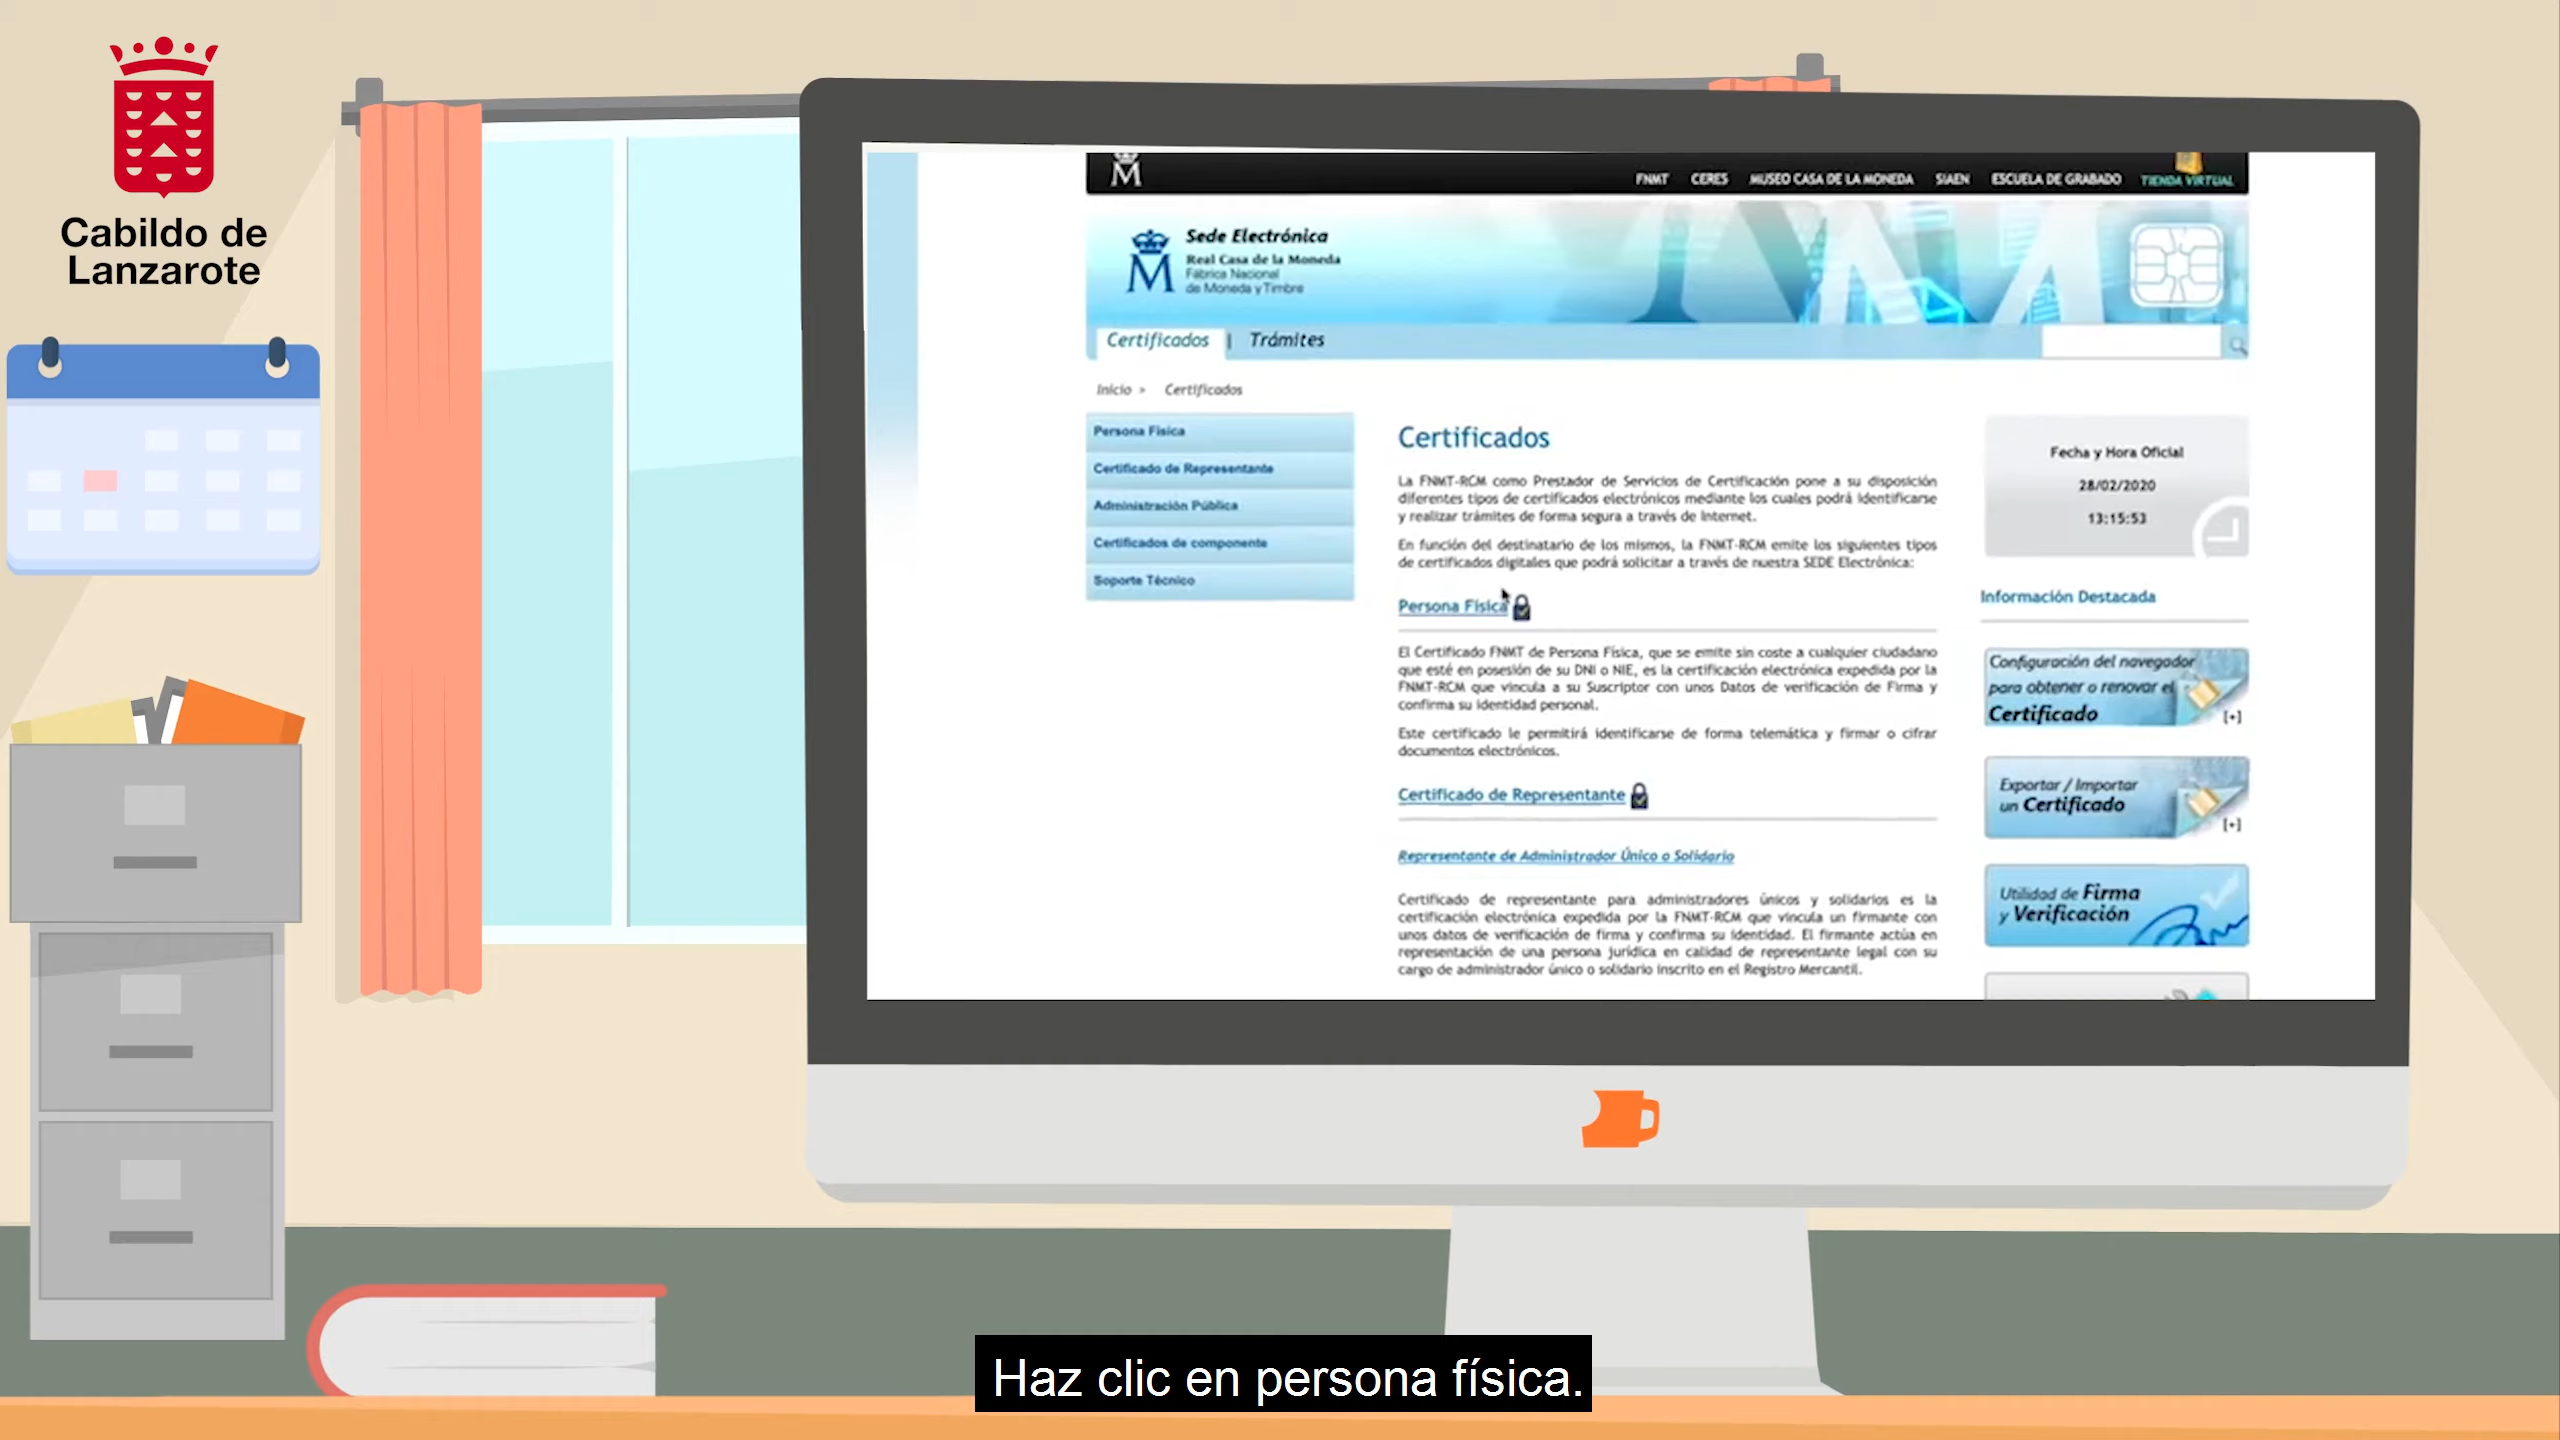 Cabildo de
Lanzarote
M
FNMT CERES MUSEO CASA DE LA MONEDA SIAEN ESCUELA DE GRABADO TIENDA VIRTUAL
M
Sede Electrónica
Real Casa de la Moneda
Fábrica Nacional
de Moneda y Timbre
Certificados | Trámites
Inicio > Certificados
Persona Física
Certificado de Representante
Administración Pública
Certificados de componente
Soporte Técnico
Certificados
La FNMT-RCM como Prestador de Servicios de Certificación pone a su disposición
diferentes tipos de certificados electrónicos mediante los cuales podrá identificarse
y realizar trámites de forma segura a través de Internet.
En función del destinatario de los mismos, la FNMT-RCM emite los siguientes tipos
de certificados digitales que podrá solicitar a través de nuestra SEDE Electrónica:
Persona Física
El Certificado FNMT de Persona Física, que se emite sin coste a cualquier ciudadano
que esté en posesión de su DNI o NIE, es la certificación electrónica expedida por la
FNMT-RCM que vincula a su Suscriptor con unos Datos de verificación de Firma y
confirma su identidad personal.
Este certificado le permitirá identificarse de forma telemática y firmar o cifrar
documentos electrónicos.
Certificado de Representante
Representante de Administrador Único o Solidario
Certificado de representante para administradores únicos y solidarios es la
certificación electrónica expedida por la FNMT-RCM que vincula un firmante con
unos datos de verificación de firma y confirma su identidad. El firmante actúa en
representación de una persona jurídica en calidad de representante legal con su
cargo de administrador único o solidario inscrito en el Registro Mercantil.
Fecha y Hora Oficial
28/02/2020
13:15:53
Información Destacada
Configuración del navegador
para obtener o renovar el
Certificado
[+]
Exportar / Importar
un Certificado
[+]
Utilidad de Firma
y Verificación
Haz clic en persona física.